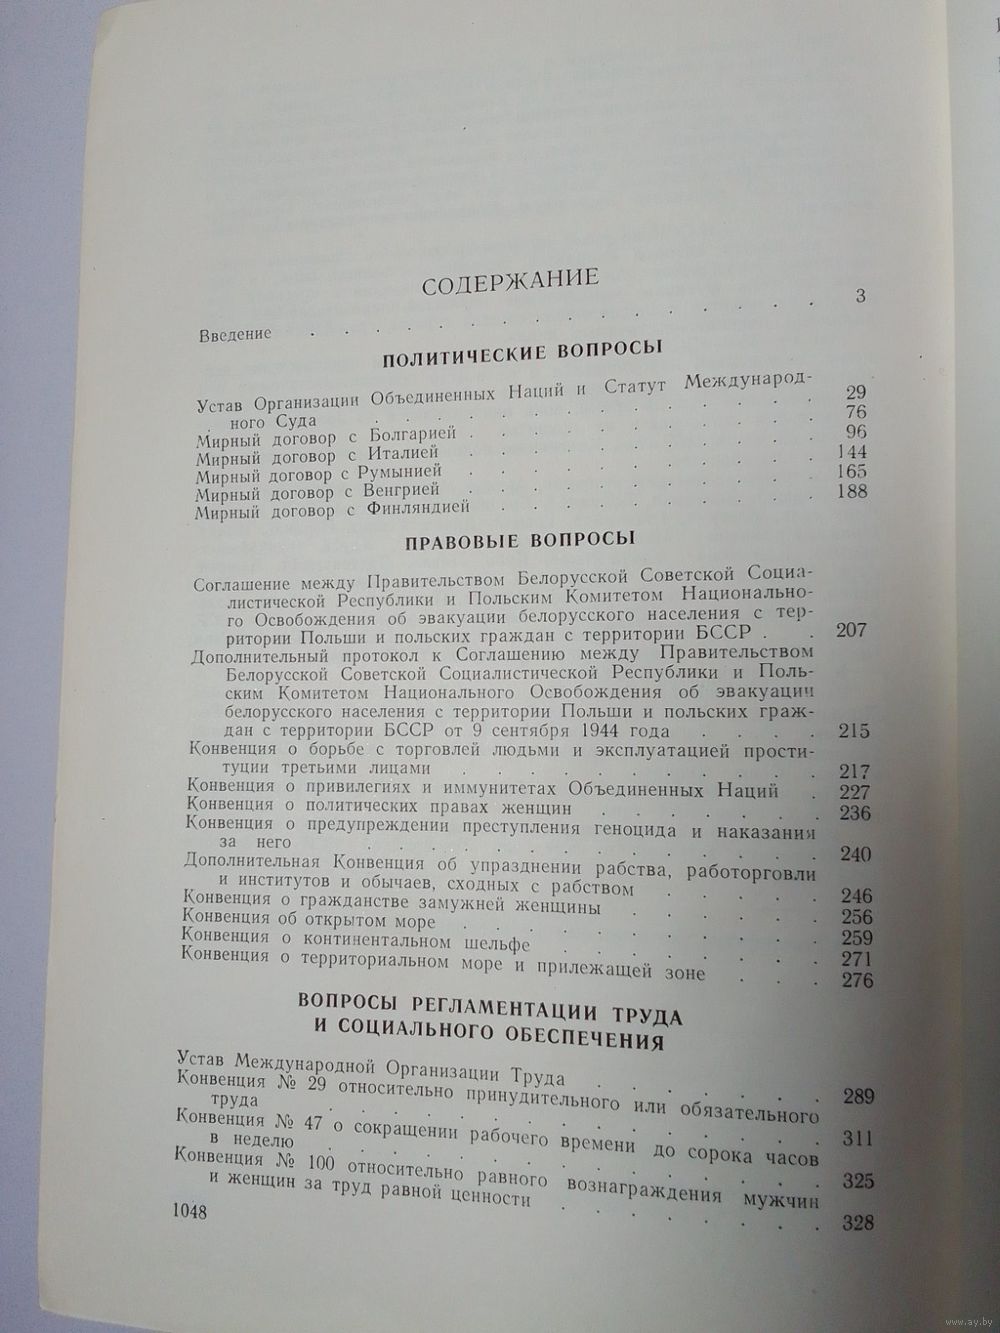 СОДЕРЖАНИЕ
Введение . . . . . . . . . . . . . . . . 3
ПОЛИТИЧЕСКИЕ ВОПРОСЫ
Устав Организации Объединенных Наций и Статут Международ-
ного Суда . . . . . . . . . . . . . . 29
Мирный договор с Болгарией . . . . . . . . . . . 76
Мирный договор с Италией . . . . . . . . . . . 96
Мирный договор с Румынией . . . . . . . . . . . 144
Мирный договор с Венгрией . . . . . . . . . . . 165
Мирный договор с Финляндией . . . . . . . . . . 188
ПРАВОВЫЕ ВОПРОСЫ
Соглашение между Правительством Белорусской Советской Социа-
листической Республики и Польским Комитетом Национально-
го Освобождения об эвакуации белорусского населения с тер-
ритории Польши и польских граждан с территории БССР . . 207
Дополнительный протокол к Соглашению между Правительством
Белорусской Советской Социалистической Республики и Поль-
ским Комитетом Национального Освобождения об эвакуации
белорусского населения с территории Польши и польских граж-
дан с территории БССР от 9 сентября 1944 года . . . . 215
Конвенция о борьбе с торговлей людьми и эксплуатацией прости-
туции третьими лицами . . . . . . . . . . . 217
Конвенция о привилегиях и иммунитетах Объединенных Наций . 227
Конвенция о политических правах женщин . . . . . . . 236
Конвенция о предупреждении преступления геноцида и наказания
за него . . . . . . . . . . . . . . . 240
Дополнительная Конвенция об упразднении рабства, работорговли
и институтов и обычаев, сходных с рабством . . . . . 246
Конвенция о гражданстве замужней женщины . . . . . . 256
Конвенция об открытом море . . . . . . . . . . . 259
Конвенция о континентальном шельфе . . . . . . . . 271
Конвенция о территориальном море и прилежащей зоне . . . 276
ВОПРОСЫ РЕГЛАМЕНТАЦИИ ТРУДА
И СОЦИАЛЬНОГО ОБЕСПЕЧЕНИЯ
Устав Международной Организации Труда . . . . . . . 289
Конвенция № 29 относительно принудительного или обязательного
труда . . . . . . . . . . . . . . . . 311
Конвенция № 47 о сокращении рабочего времени до сорока часов
в неделю . . . . . . . . . . . . . . . 325
Конвенция № 100 относительно равного вознаграждения мужчин
и женщин за труд равной ценности . . . . . . . . 328
1048
www.ay.by